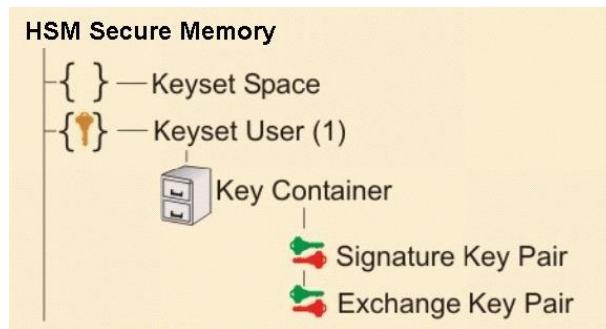 HSM Secure Memory
{ } Keyset Space
{ } Keyset User (1)
Key Container
Signature Key Pair
Exchange Key Pair